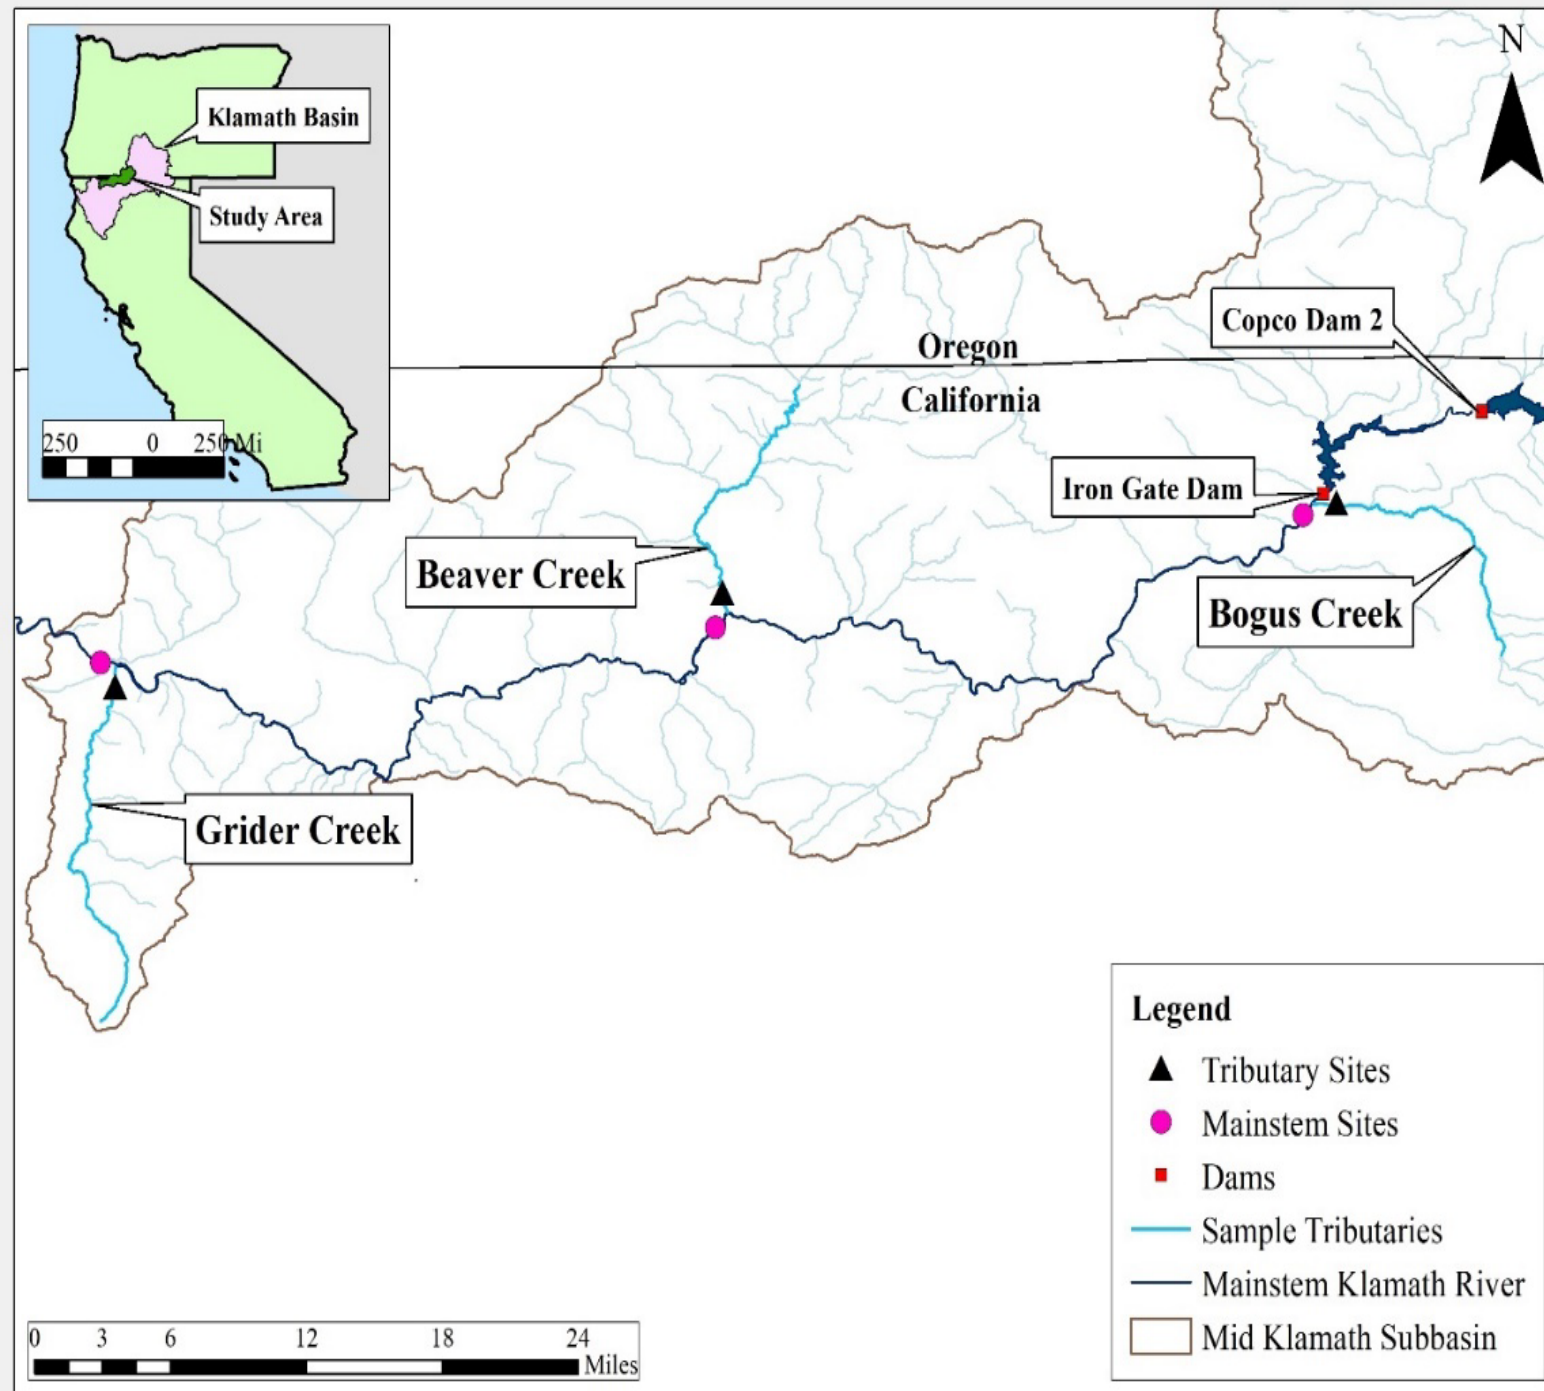 N
Klamath Basin
Study Area
250 0 250 Mi
Copco Dam 2
Oregon
California
Iron Gate Dam
Beaver Creek
Bogus Creek
Grider Creek
Legend
Tributary Sites
Mainstem Sites
Dams
Sample Tributaries
Mainstem Klamath River
Mid Klamath Subbasin
0 3 6 12 18 24
Miles